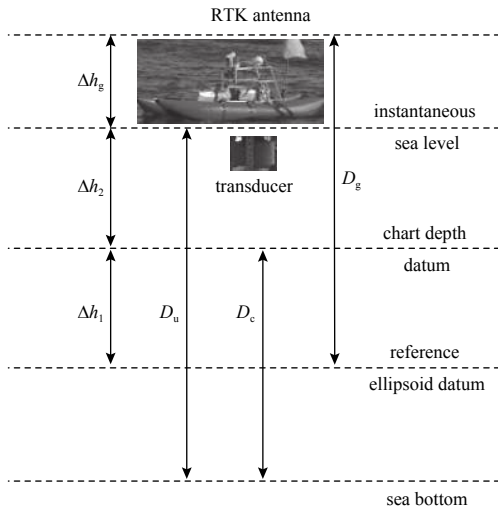 RTK antenna
Δhg
instantaneous
sea level
transducer
Δh2
Dg
chart depth
datum
Δh1
Du
Dc
reference
ellipsoid datum
sea bottom